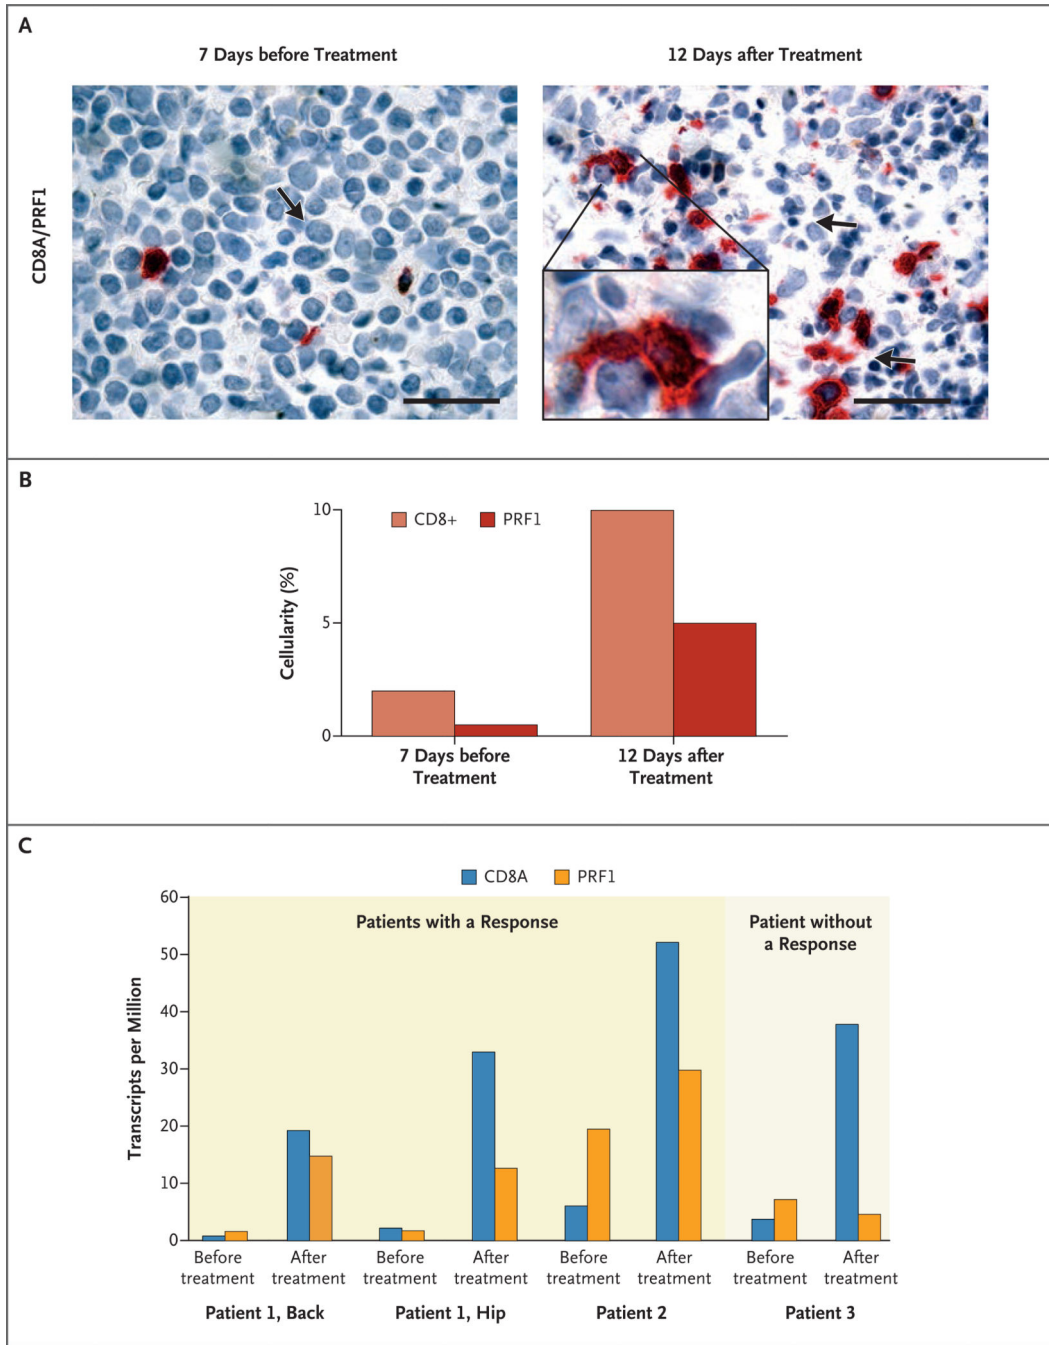 A
7 Days before Treatment
12 Days after Treatment
CD8A/PRF1
B
CD8+
PRF1
Cellularity (%)
10
5
0
7 Days before
Treatment
12 Days after
Treatment
C
CD8A
PRF1
Transcripts per Million
60
50
40
30
20
10
0
Patients with a Response
Patient without
a Response
Before
treatment
After
treatment
Before
treatment
After
treatment
Before
treatment
After
treatment
Before
treatment
After
treatment
Patient 1, Back
Patient 1, Hip
Patient 2
Patient 3